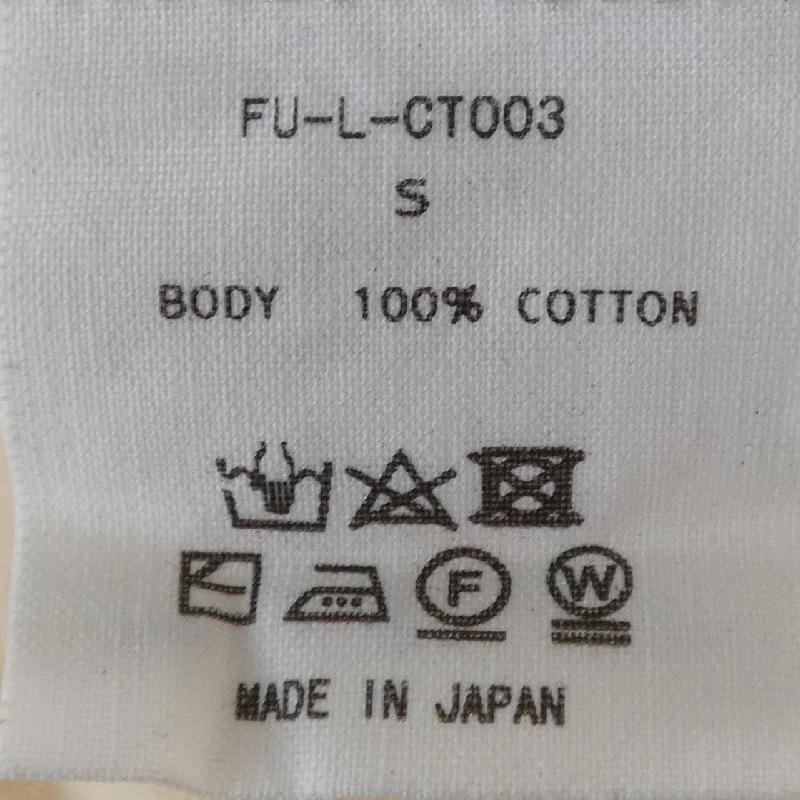 FU-L-CT003
S
BODY 100% COTTON
F W
MADE IN JAPAN